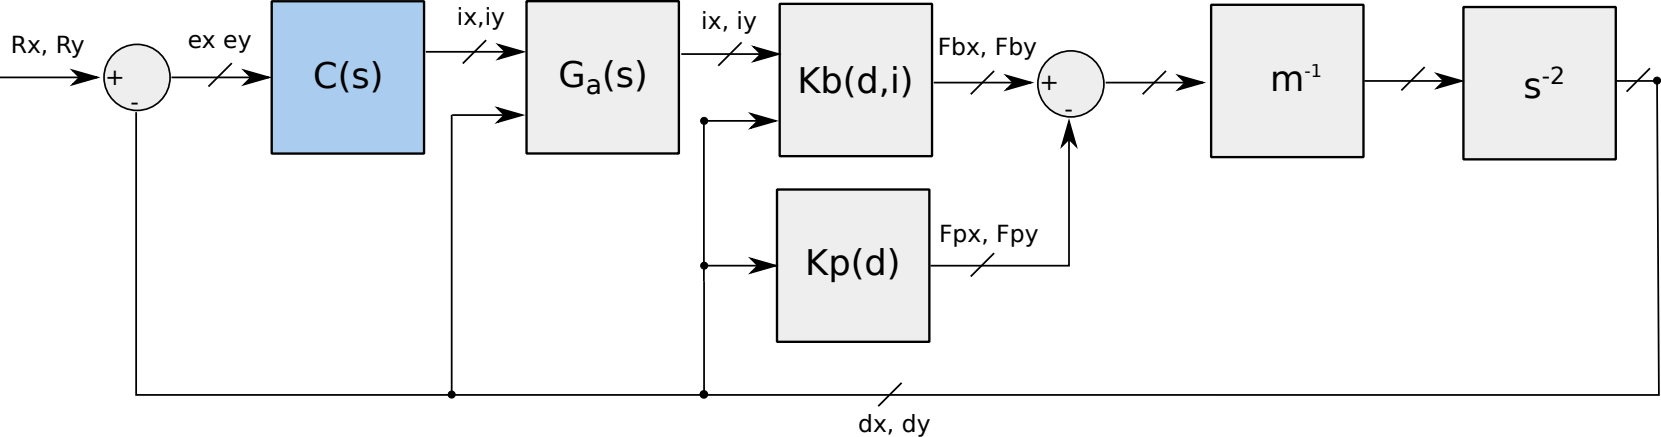 Rx, Ry
+
-
ex ey
C(s)
ix,iy
Ga(s)
ix, iy
Kb(d,i)
Fbx, Fby
+
-
m-1
s-2
Kp(d)
Fpx, Fpy
dx, dy